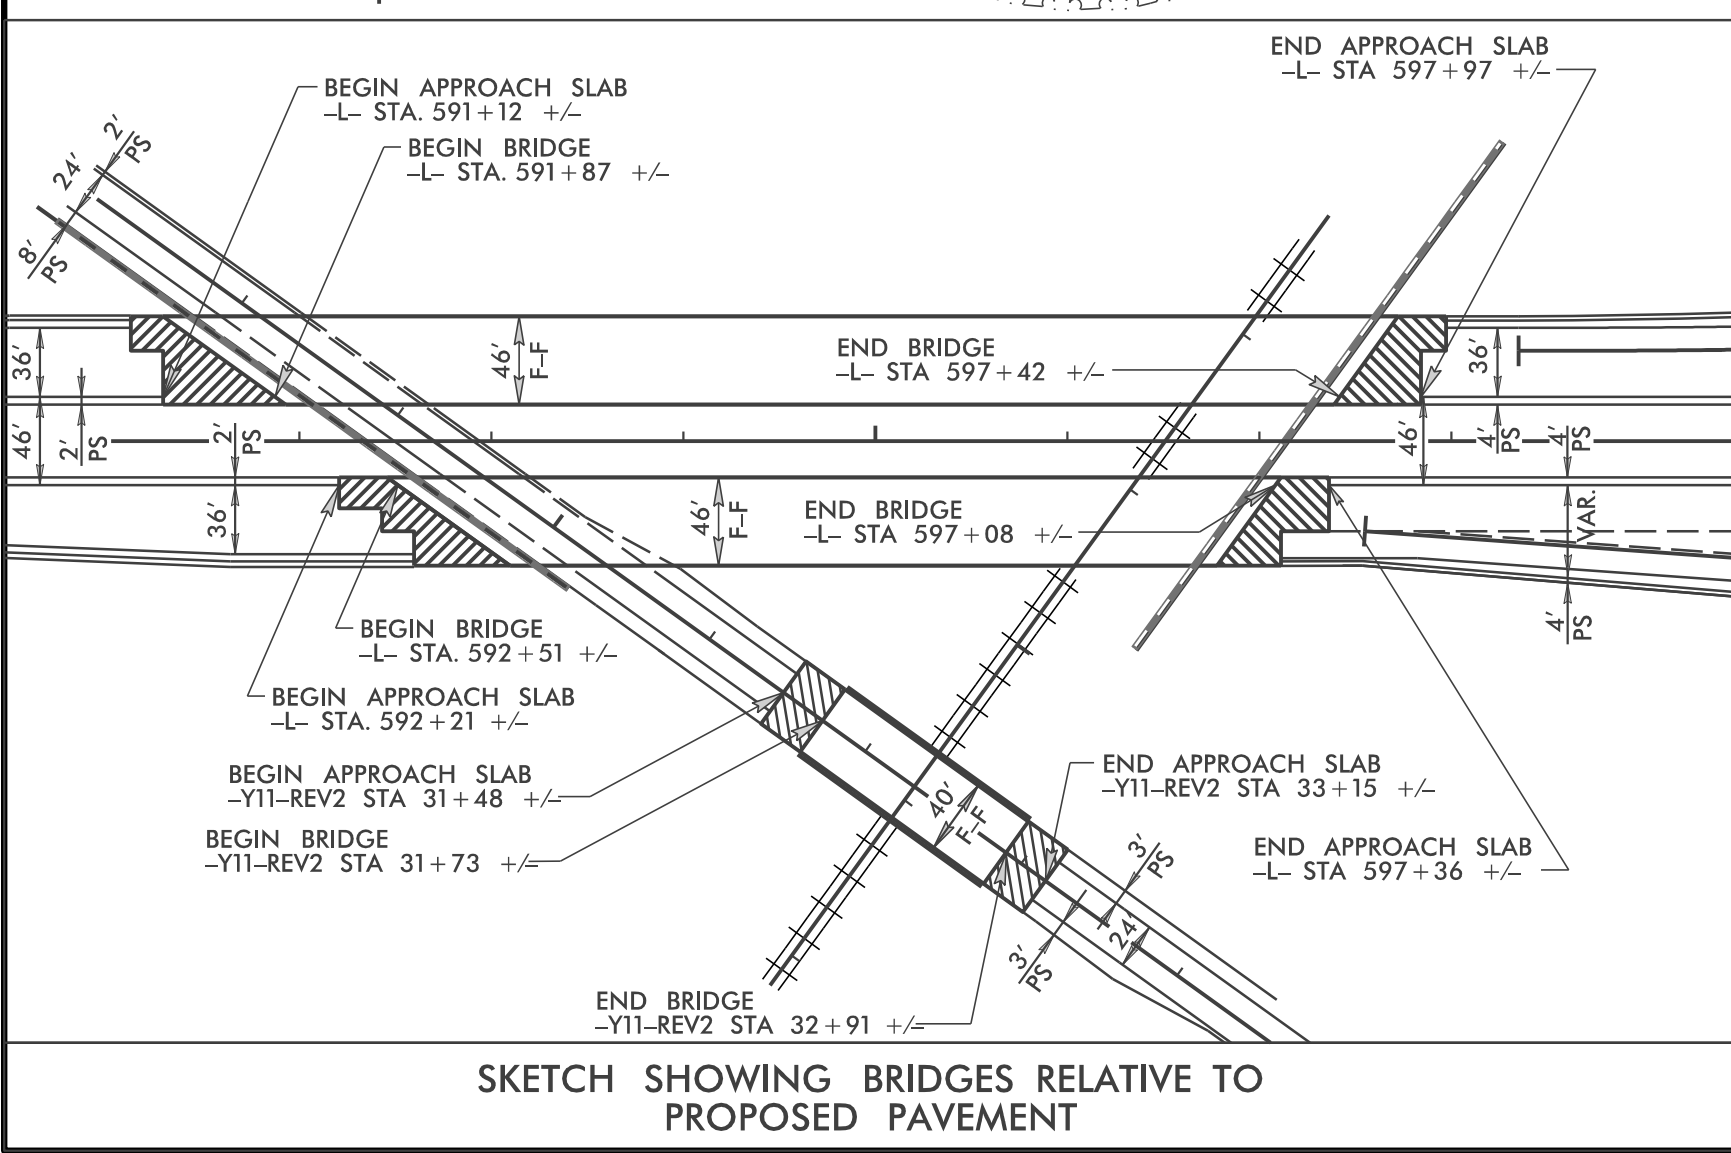 END APPROACH SLAB
–L– STA 597+97 +/–
BEGIN APPROACH SLAB
–L– STA. 591+12 +/–
BEGIN BRIDGE
–L– STA. 591+87 +/–
2'
PS
24'
8'
PS
36'
46'
F–F
END BRIDGE
–L– STA 597+42 +/–
36'
46'
2'
PS
2'
PS
46'
4'
PS
4'
PS
36'
46'
F–F
END BRIDGE
–L– STA 597+08 +/–
VAR.
4'
PS
BEGIN BRIDGE
–L– STA. 592+51 +/–
BEGIN APPROACH SLAB
–L– STA. 592+21 +/–
BEGIN APPROACH SLAB
–Y11–REV2 STA 31+48 +/–
BEGIN BRIDGE
–Y11–REV2 STA 31+73 +/–
40'
F–F
END APPROACH SLAB
–Y11–REV2 STA 33+15 +/–
3'
PS
END APPROACH SLAB
–L– STA 597+36 +/–
24'
3'
PS
END BRIDGE
–Y11–REV2 STA 32+91 +/–
SKETCH SHOWING BRIDGES RELATIVE TO
PROPOSED PAVEMENT